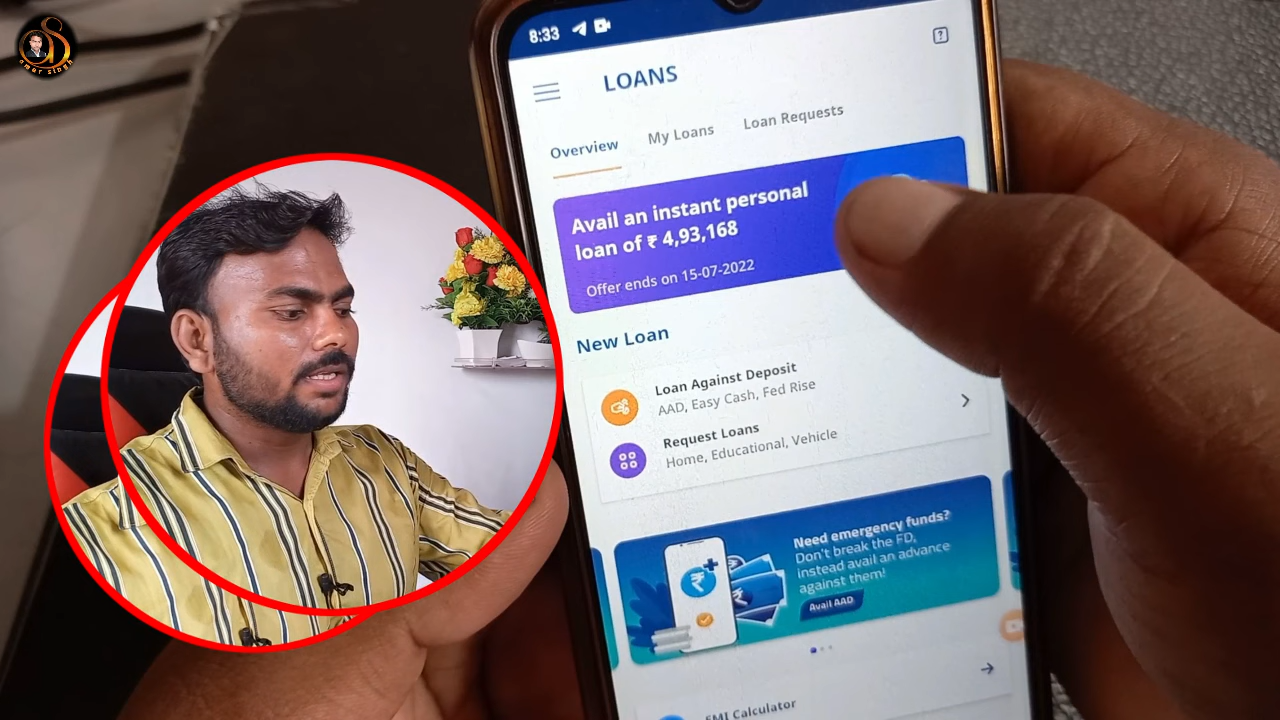 amar singh
8:33
LOANS
Overview
My Loans
Loan Requests
Avail an instant personal
loan of ₹ 4,93,168
Offer ends on 15-07-2022
New Loan
Loan Against Deposit
AAD, Easy Cash, Fed Rise
Request Loans
Home, Educational, Vehicle
Need emergency funds?
Don't break the FD,
instead avail an advance
against them!
Avail AAD
EMI Calculator